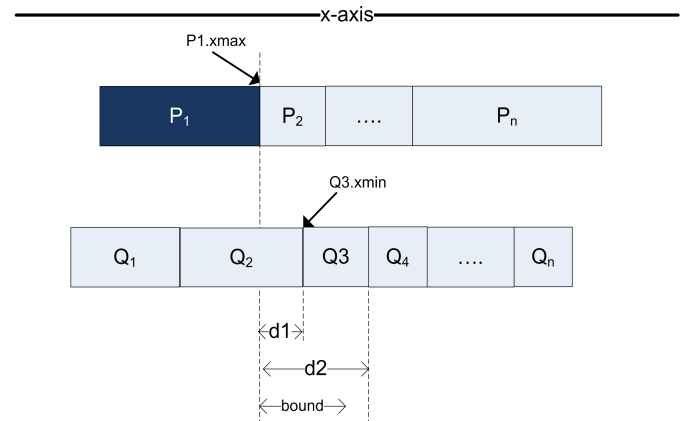 x-axis
P1.xmax
P₁ P₂ .... Pₙ
Q3.xmin
Q₁ Q₂ Q3 Q₄ .... Qₙ
d1
d2
bound